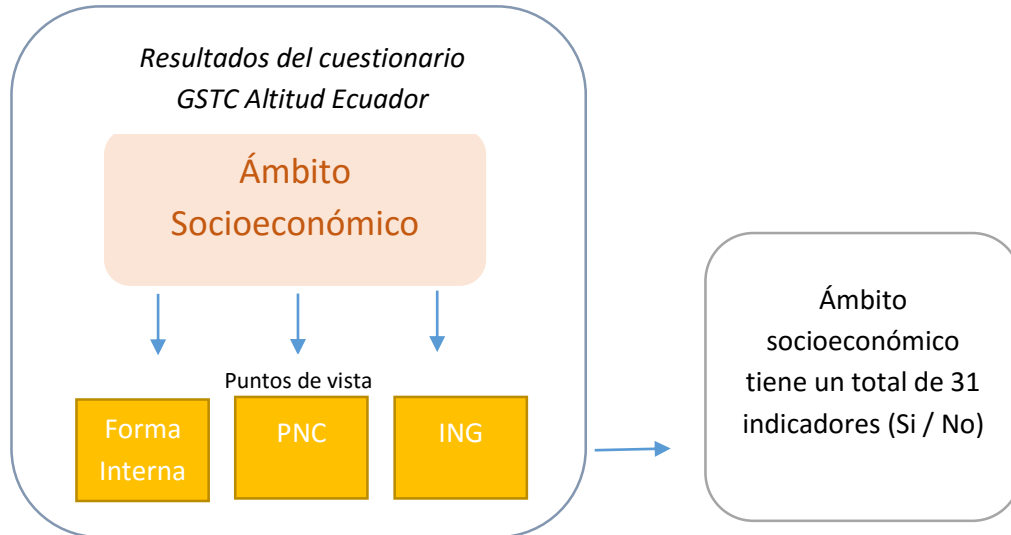 Resultados del cuestionario
GSTC Altitud Ecuador
Ámbito
Socioeconómico
Puntos de vista
Forma
Interna
PNC
ING
Ámbito
socioeconómico
tiene un total de 31
indicadores (Si / No)